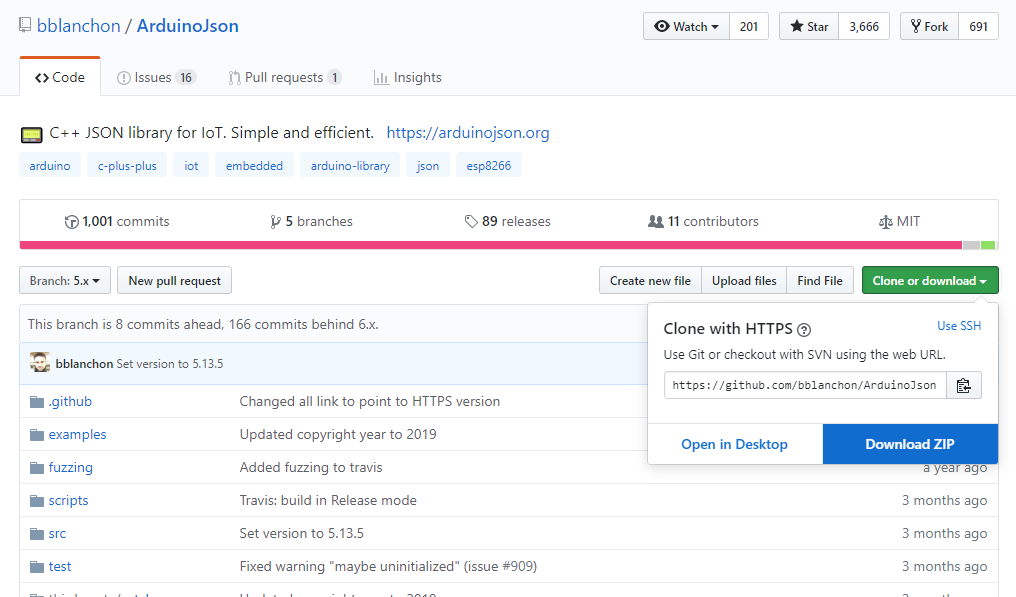 bblanchon / ArduinoJson
Watch 201 Star 3,666 Fork 691
Code Issues 16 Pull requests 1 Insights
C++ JSON library for IoT. Simple and efficient. https://arduinojson.org
arduino c-plus-plus iot embedded arduino-library json esp8266
1,001 commits 5 branches 89 releases 11 contributors MIT
Branch: 5.x New pull request Create new file Upload files Find File Clone or download
This branch is 8 commits ahead, 166 commits behind 6.x.
bblanchon Set version to 5.13.5
Clone with HTTPS Use SSH
Use Git or checkout with SVN using the web URL.
https://github.com/bblanchon/ArduinoJson
Open in Desktop Download ZIP
.github Changed all link to point to HTTPS version
examples Updated copyright year to 2019
fuzzing Added fuzzing to travis a year ago
scripts Travis: build in Release mode 3 months ago
src Set version to 5.13.5 3 months ago
test Fixed warning "maybe uninitialized" (issue #909) 3 months ago